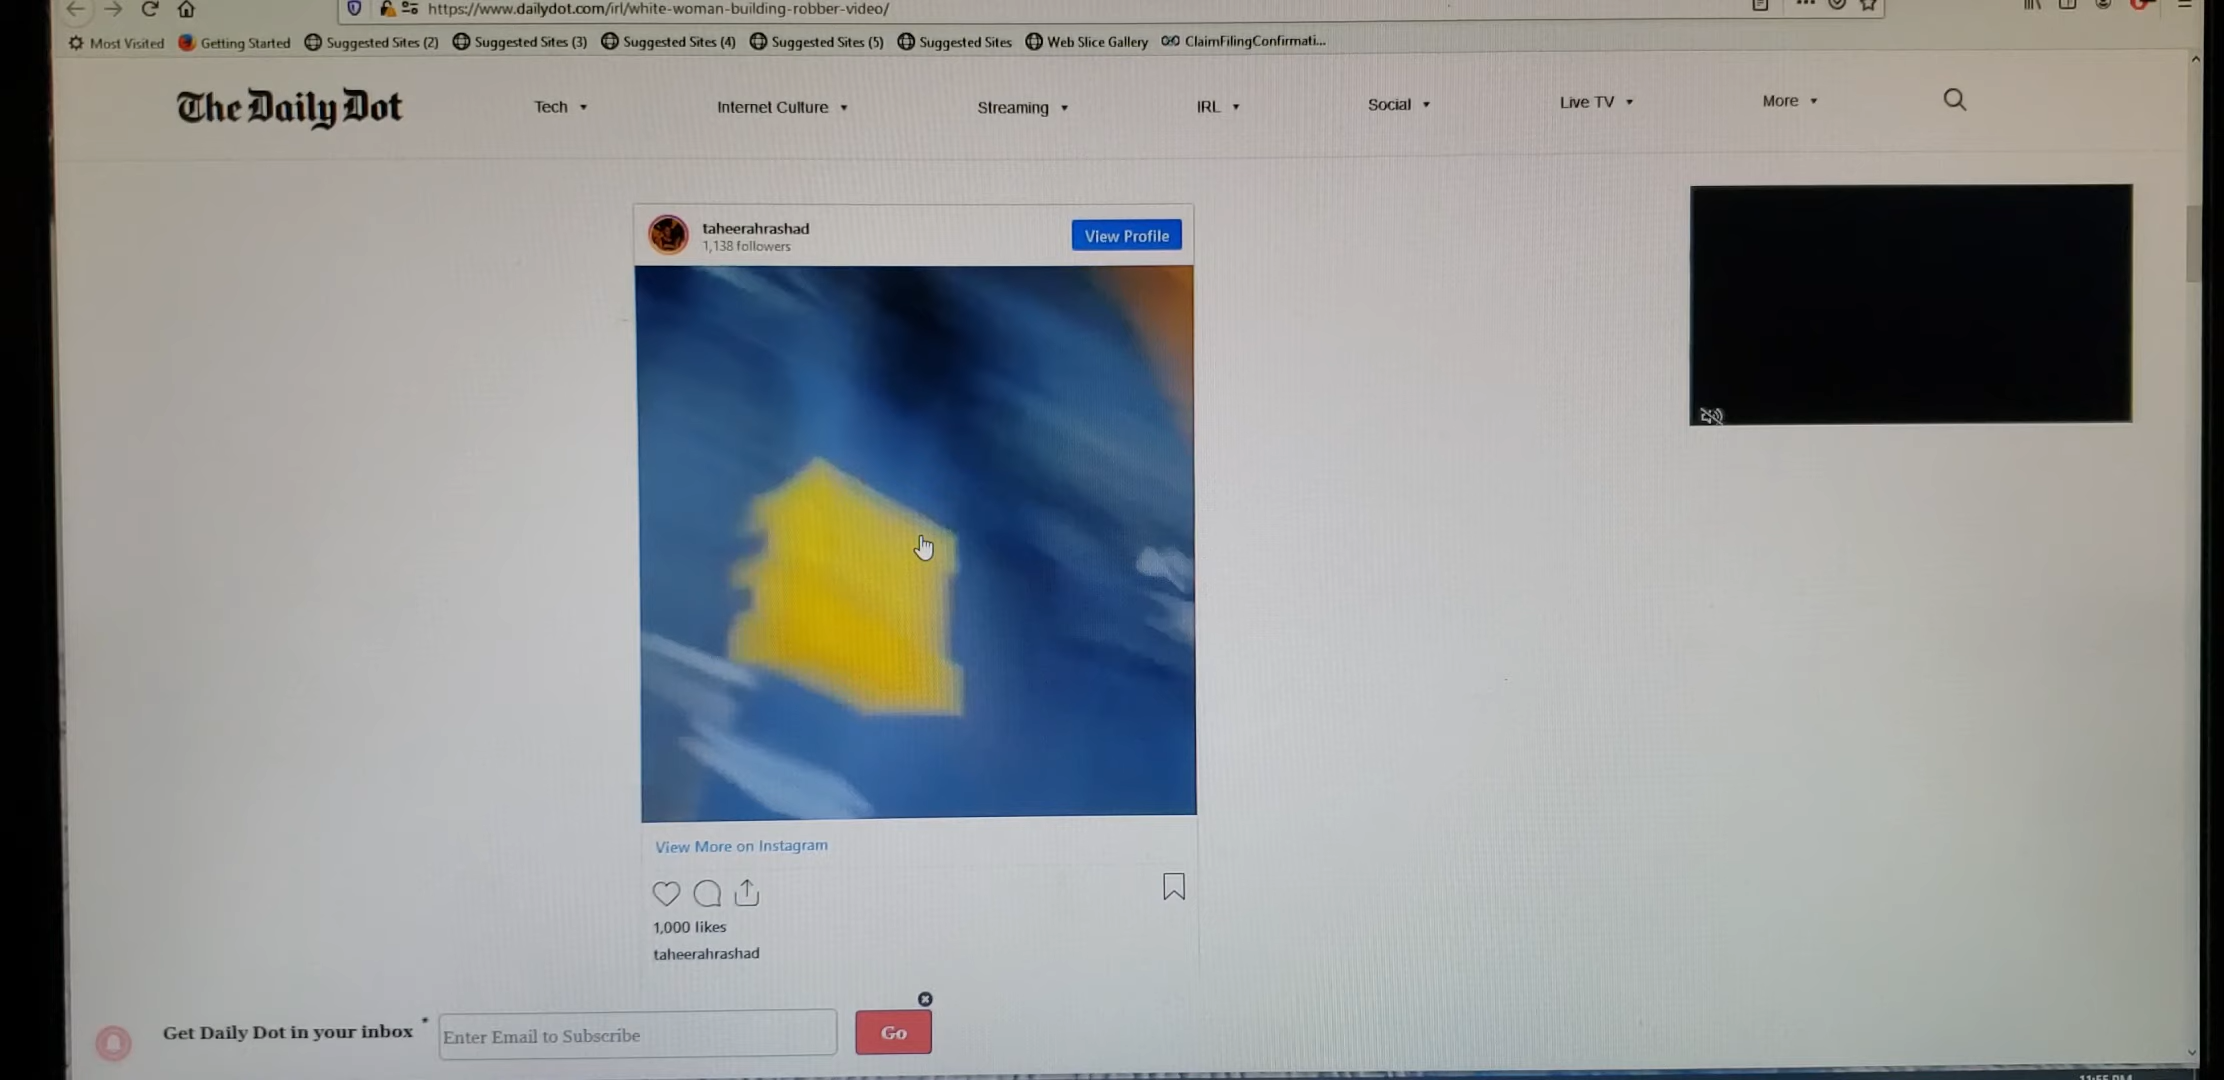 https://www.dailydot.com/irl/white-woman-building-robber-video/
Most Visited Getting Started Suggested Sites (2) Suggested Sites (3) Suggested Sites (4) Suggested Sites (5) Suggested Sites Web Slice Gallery ClaimFilingConfirmati...
The Daily Dot Tech Internet Culture Streaming IRL Social Live TV More
taheerahrashad
1,138 followers
View Profile
View More on Instagram
1,000 likes
taheerahrashad
Get Daily Dot in your inbox * Enter Email to Subscribe Go